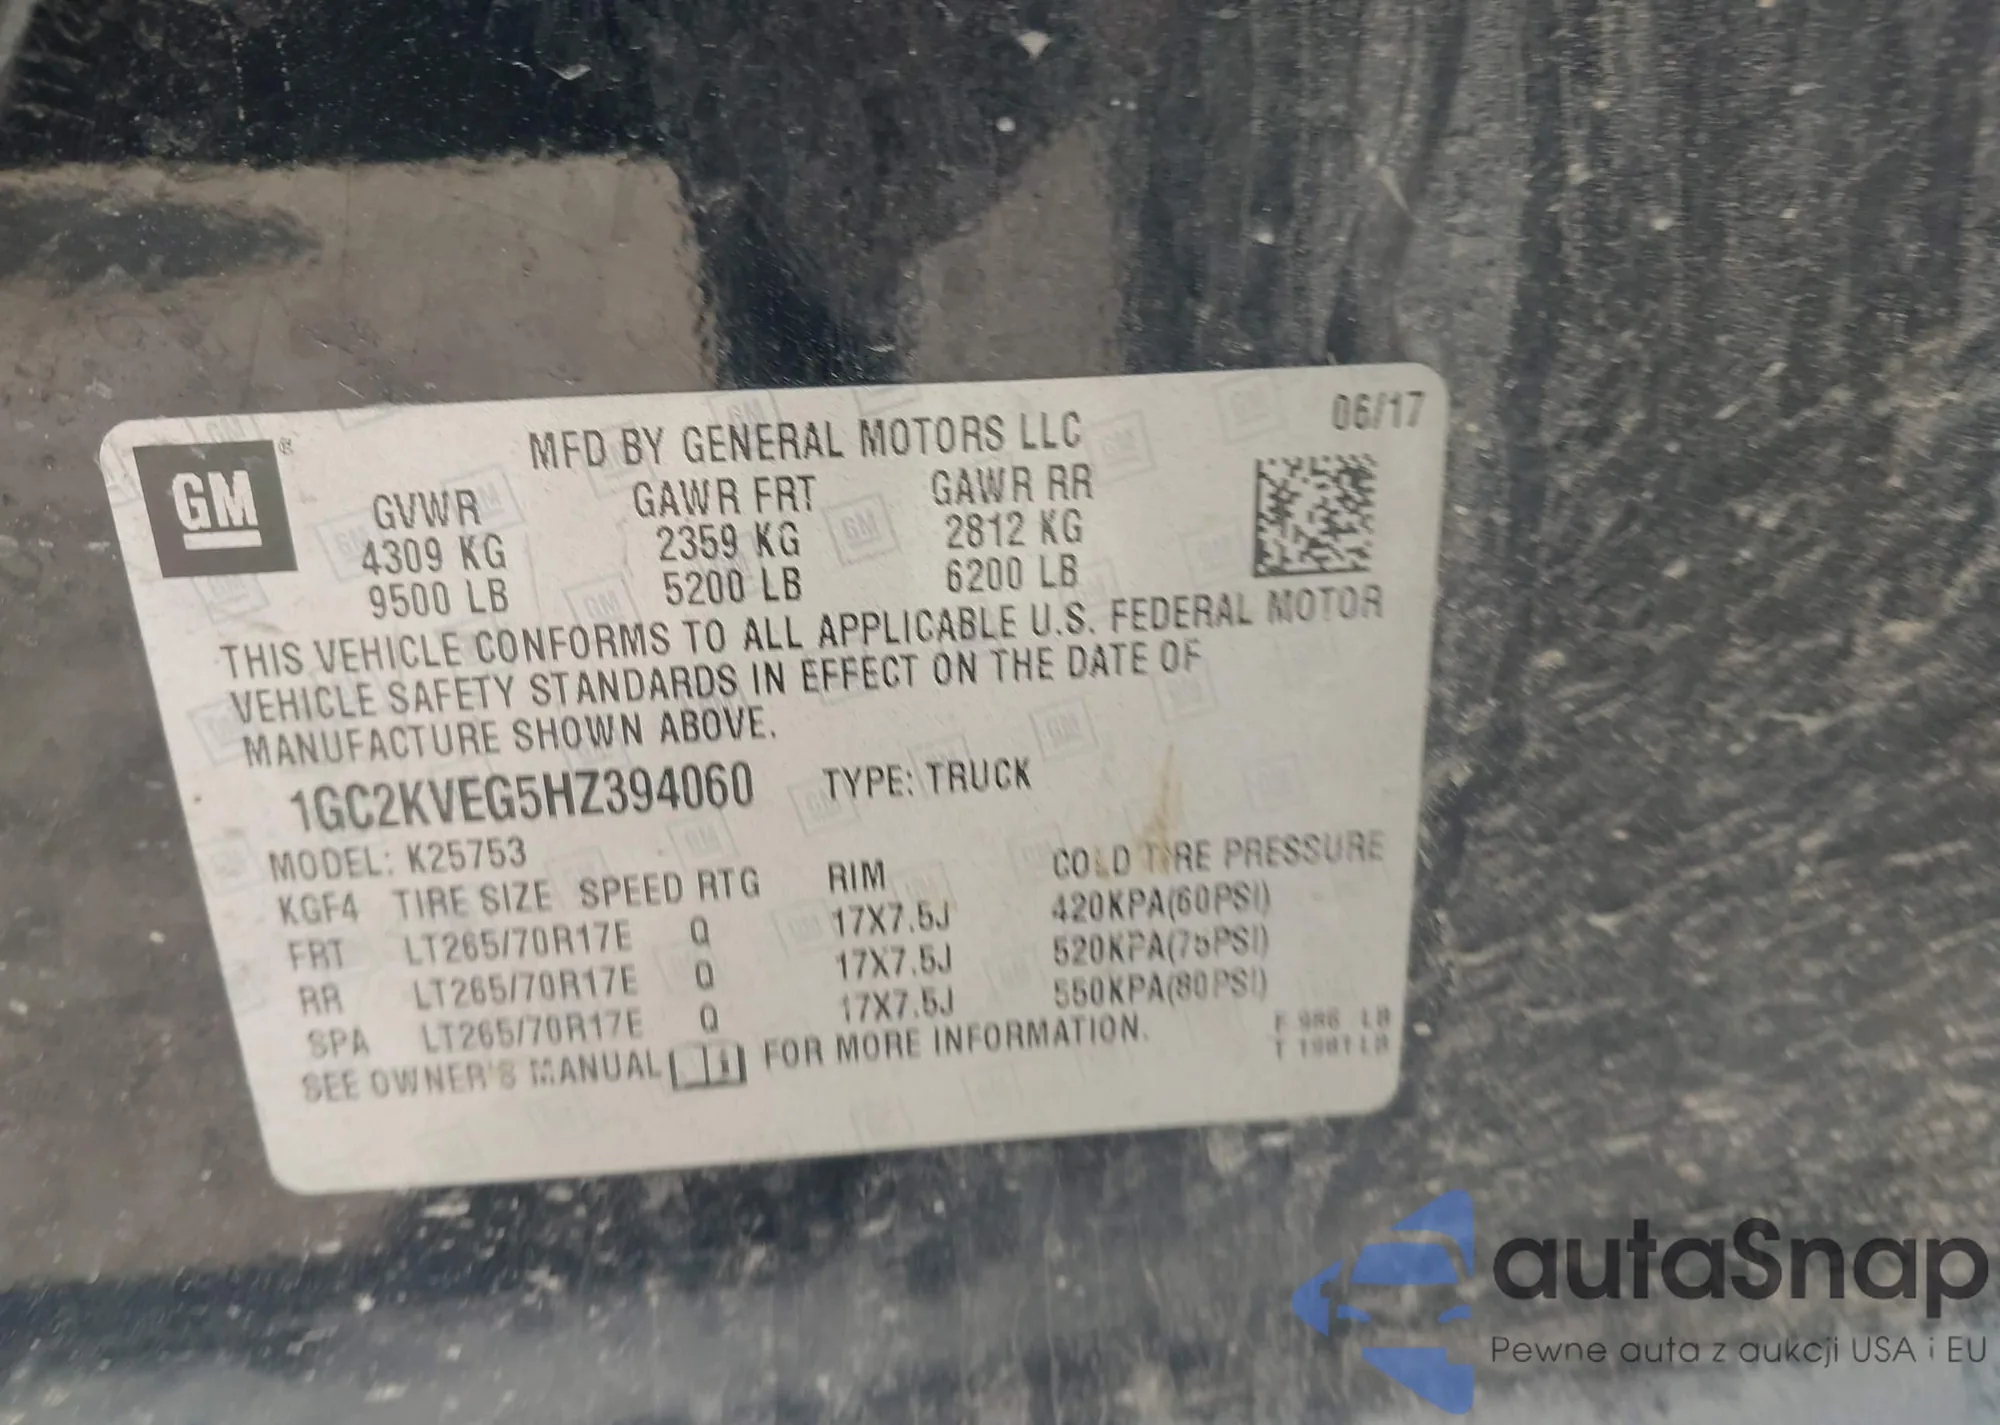 GM ®
MFD BY GENERAL MOTORS LLC 06/17
GVWR GAWR FRT GAWR RR
4309 KG 2359 KG 2812 KG
9500 LB 5200 LB 6200 LB
THIS VEHICLE CONFORMS TO ALL APPLICABLE U.S. FEDERAL MOTOR
VEHICLE SAFETY STANDARDS IN EFFECT ON THE DATE OF
MANUFACTURE SHOWN ABOVE.
1GC2KVEG5HZ394060 TYPE: TRUCK
MODEL: K25753
KGF4 TIRE SIZE SPEED RTG RIM COLD TIRE PRESSURE
FRT LT265/70R17E Q 17X7.5J 420KPA(60PSI)
RR LT265/70R17E Q 17X7.5J 520KPA(75PSI)
SPA LT265/70R17E Q 17X7.5J 550KPA(80PSI)
SEE OWNER'S MANUAL FOR MORE INFORMATION.
F LB
T LB
autaSnap
Pewne auta z aukcji USA i EU